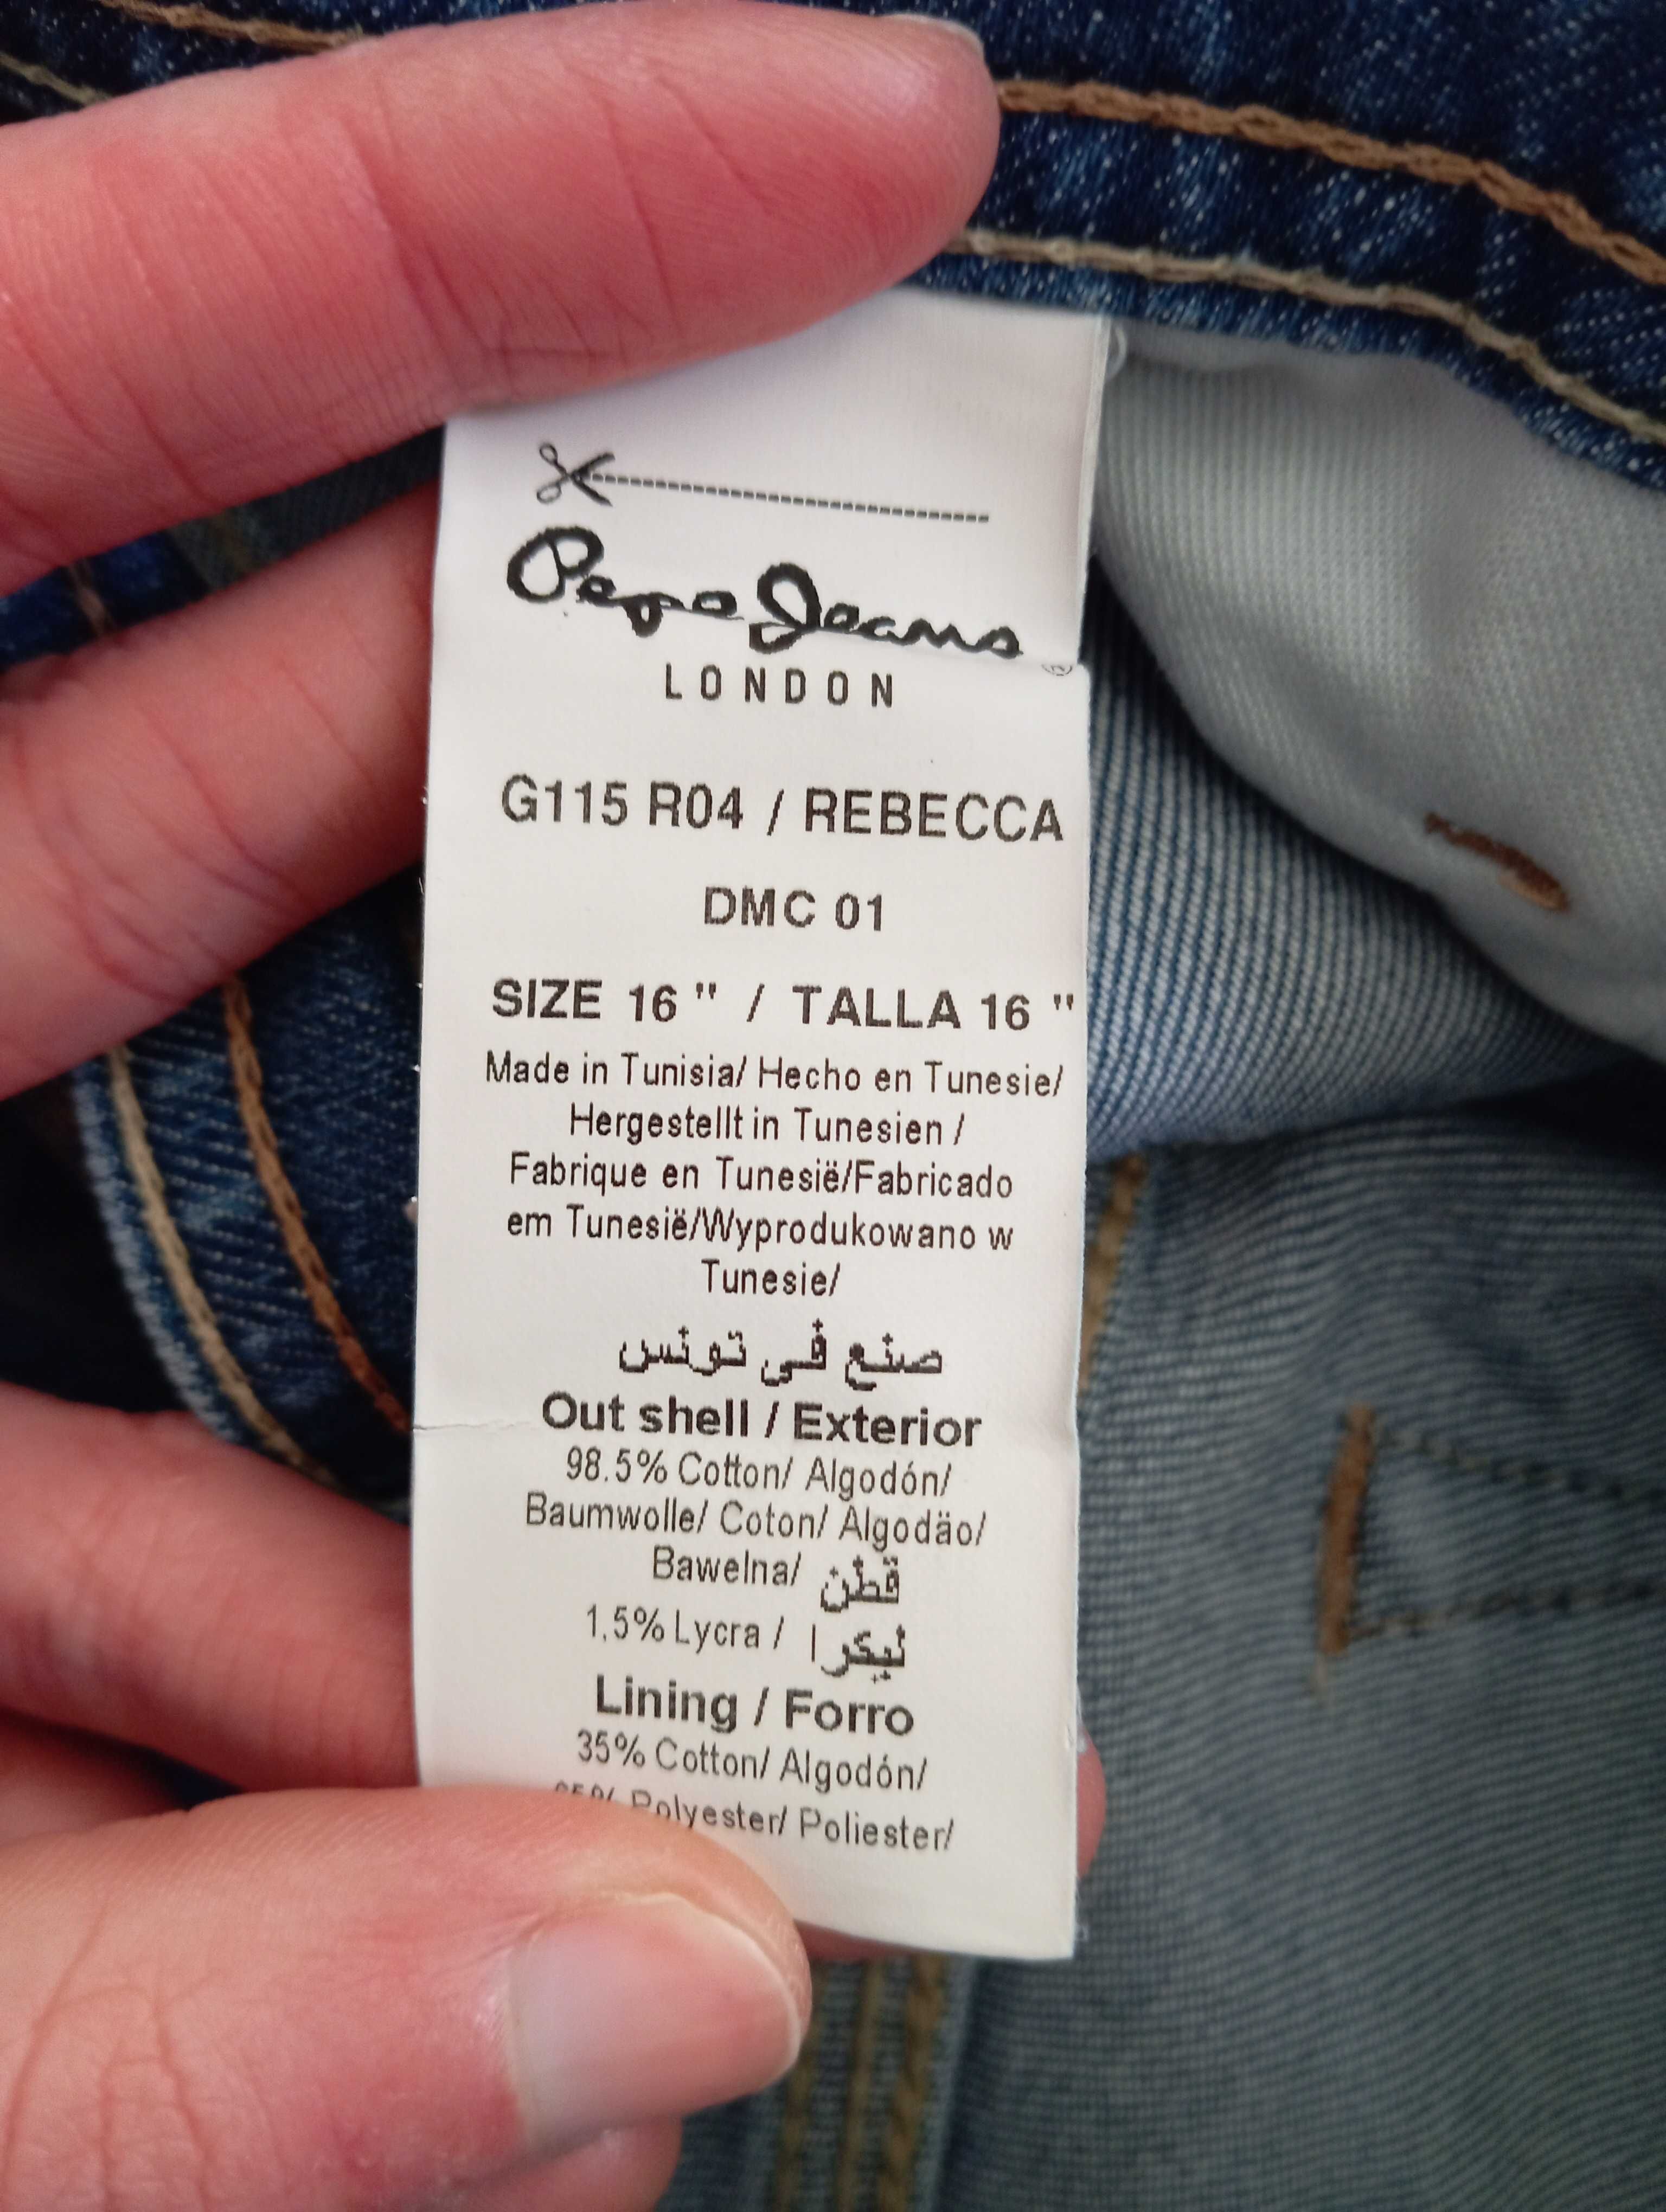 Pepe Jeans ®
LONDON
G115 R04 / REBECCA
DMC 01
SIZE 16 " / TALLA 16 "
Made in Tunisia/ Hecho en Tunesie/
Hergestellt in Tunesien /
Fabrique en Tunesië/Fabricado
em Tunesië/Wyprodukowano w
Tunesie/
صنع في تونس
Out shell / Exterior
98.5% Cotton/ Algodón/
Baumwolle/ Coton/ Algodäo/
Bawelna/ قطن
1,5% Lycra / ليكرا
Lining / Forro
35% Cotton/ Algodón/
Polyester/ Poliester/